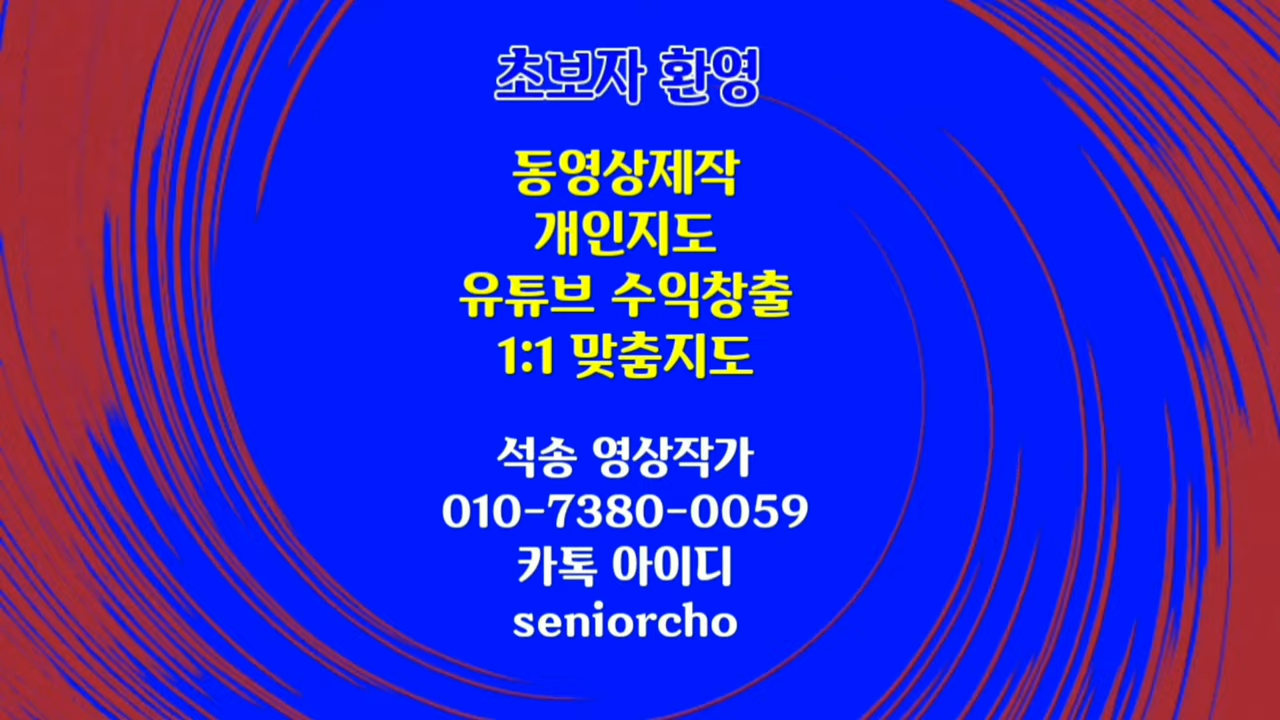 초보자 환영
동영상제작
개인지도
유튜브 수익창출
1:1 맞춤지도
석송 영상작가
010-7380-0059
카톡 아이디
seniorcho